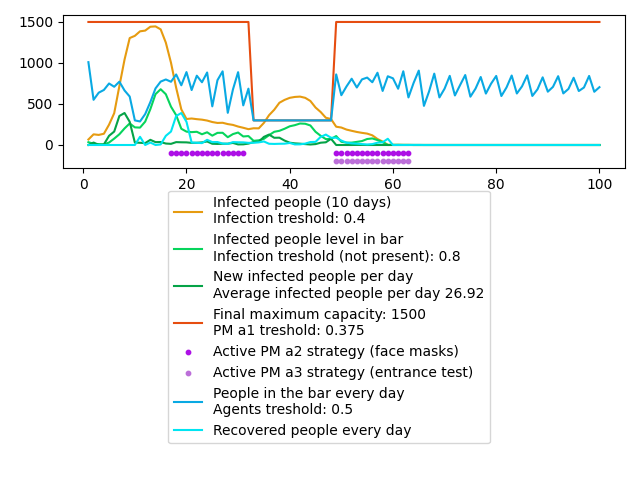 1500
1000
500
0
0
20
40
60
80
100
Infected people (10 days)
Infection treshold: 0.4
Infected people level in bar
Infection treshold (not present): 0.8
New infected people per day
Average infected people per day 26.92
Final maximum capacity: 1500
PM a1 treshold: 0.375
Active PM a2 strategy (face masks)
Active PM a3 strategy (entrance test)
People in the bar every day
Agents treshold: 0.5
Recovered people every day